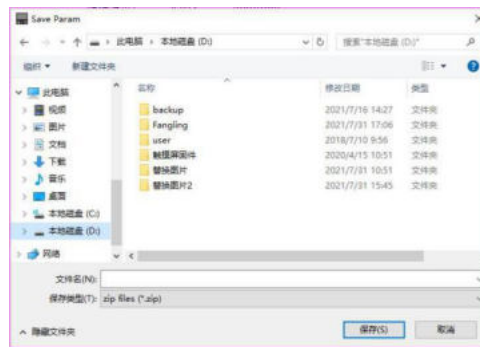 Save Param
此电脑 › 本地磁盘 (D:)
搜索"本地磁盘 (D:)"
组织 新建文件夹
此电脑
视频
图片
文档
下载
音乐
桌面
本地磁盘 (C:)
本地磁盘 (D:)
网络
名称 修改日期 类型
backup 2021/7/16 14:27 文件夹
Fangling 2021/7/31 17:06 文件夹
user 2018/7/10 9:56 文件夹
触摸屏固件 2020/4/15 10:51 文件夹
替换图片 2021/7/31 10:51 文件夹
替换图片2 2021/7/31 15:45 文件夹
文件名(N):
保存类型(T): zip files (*.zip)
隐藏文件夹 保存(S) 取消